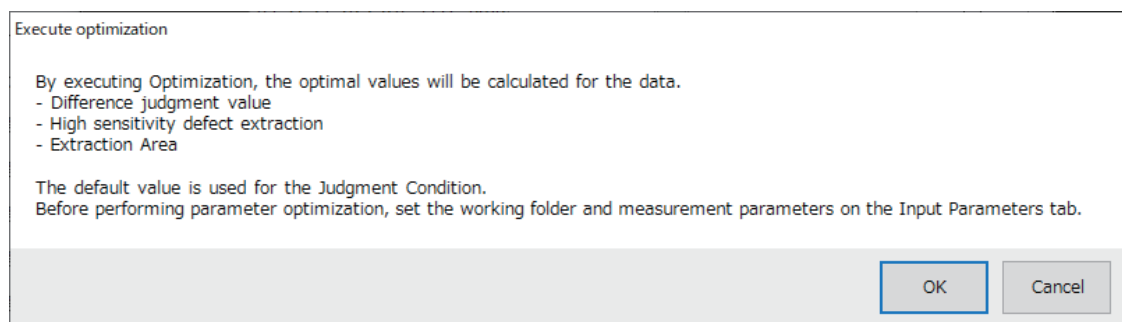 Execute optimization
By executing Optimization, the optimal values will be calculated for the data.
- Difference judgment value
- High sensitivity defect extraction
- Extraction Area
The default value is used for the Judgment Condition.
Before performing parameter optimization, set the working folder and measurement parameters on the Input Parameters tab.
OK
Cancel